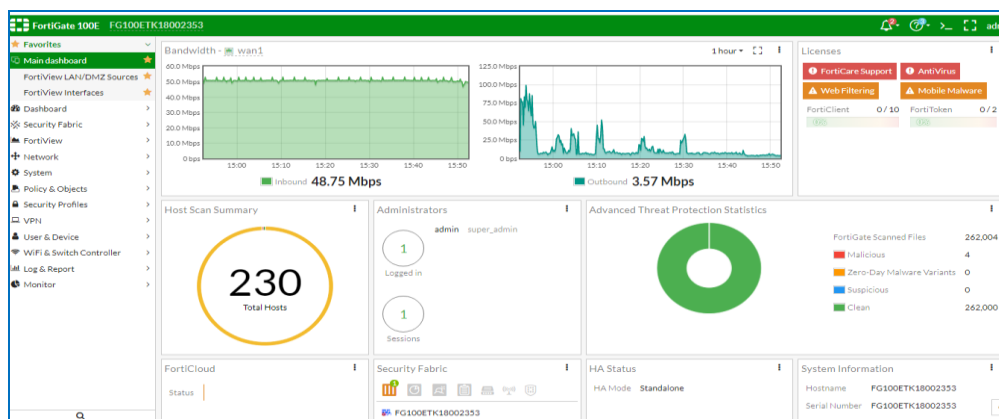 FortiGate 100E FG100ETK18002353
2
adm
Favorites
Main dashboard
FortiView LAN/DMZ Sources
FortiView Interfaces
Dashboard
Security Fabric
FortiView
Network
System
Policy & Objects
Security Profiles
VPN
User & Device
WiFi & Switch Controller
Log & Report
Monitor
Bandwidth - wan1
1 hour
60.0 Mbps
50.0 Mbps
40.0 Mbps
30.0 Mbps
20.0 Mbps
10.0 Mbps
0 bps
15:00 15:10 15:20 15:30 15:40 15:50
Inbound 48.75 Mbps
125.0 Mbps
100.0 Mbps
75.0 Mbps
50.0 Mbps
25.0 Mbps
0 bps
15:00 15:10 15:20 15:30 15:40 15:50
Outbound 3.57 Mbps
Licenses
FortiCare Support AntiVirus
Web Filtering Mobile Malware
FortiClient 0 / 10 FortiToken 0 / 2
Host Scan Summary
230
Total Hosts
Administrators
1
Logged in
1
Sessions
admin super_admin
Advanced Threat Protection Statistics
FortiGate Scanned Files 262,004
Malicious 4
Zero-Day Malware Variants 0
Suspicious 0
Clean 262,000
FortiCloud
Status
Security Fabric
1
FG100ETK18002353
HA Status
HA Mode Standalone
System Information
Hostname FG100ETK18002353
Serial Number FG100ETK18002353